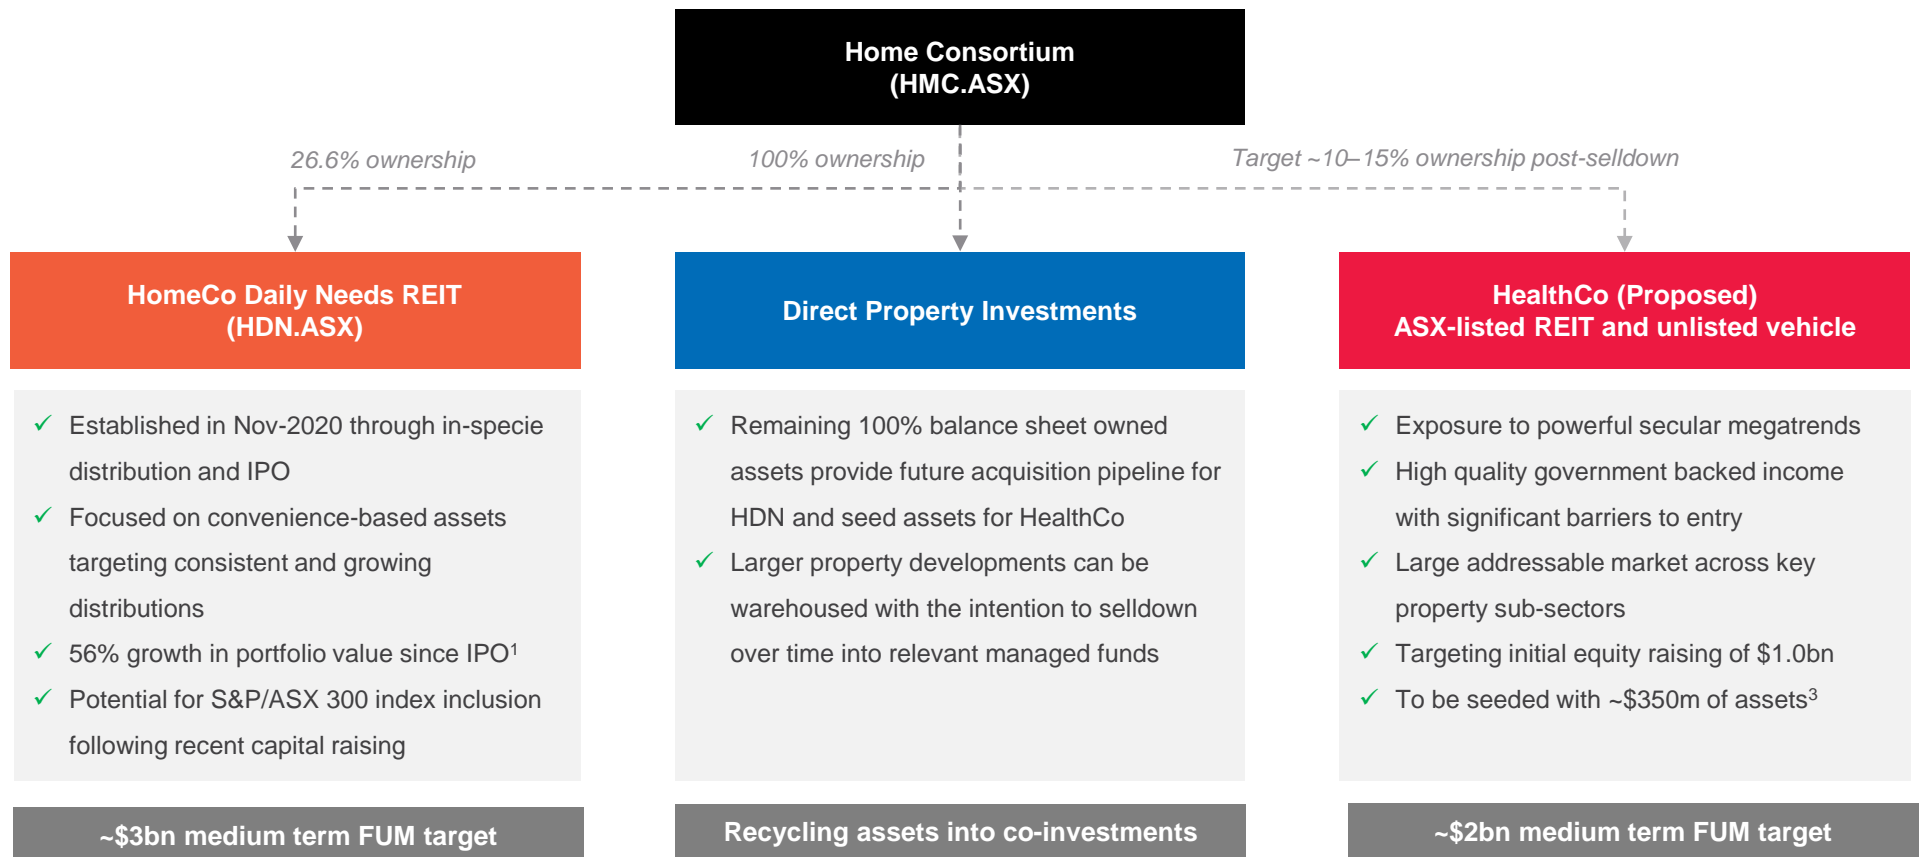 Home Consortium
(HMC.ASX)
26.6% ownership
100% ownership
Target ~10–15% ownership post-selldown
HomeCo Daily Needs REIT
(HDN.ASX)
✓ Established in Nov-2020 through in-specie
distribution and IPO
✓ Focused on convenience-based assets
targeting consistent and growing
distributions
✓ 56% growth in portfolio value since IPO¹
✓ Potential for S&P/ASX 300 index inclusion
following recent capital raising
~$3bn medium term FUM target
Direct Property Investments
✓ Remaining 100% balance sheet owned
assets provide future acquisition pipeline for
HDN and seed assets for HealthCo
✓ Larger property developments can be
warehoused with the intention to selldown
over time into relevant managed funds
Recycling assets into co-investments
HealthCo (Proposed)
ASX-listed REIT and unlisted vehicle
✓ Exposure to powerful secular megatrends
✓ High quality government backed income
with significant barriers to entry
✓ Large addressable market across key
property sub-sectors
✓ Targeting initial equity raising of $1.0bn
✓ To be seeded with ~$350m of assets³
~$2bn medium term FUM target